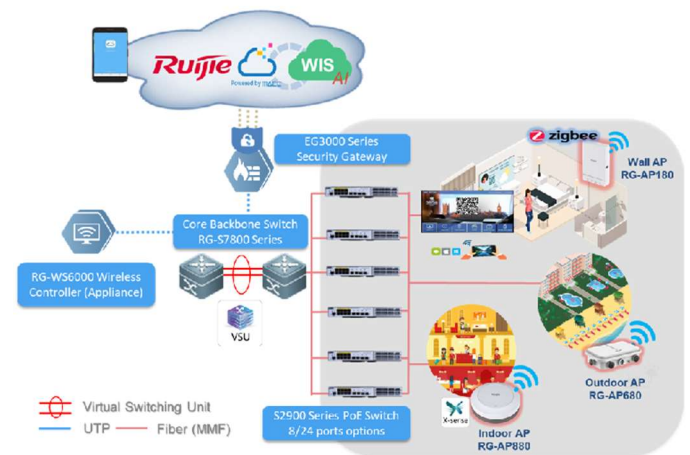 Ruijie
WIS
AI
Powered by
EG3000 Series
Security Gateway
zigbee
Wall AP
RG-AP180
Core Backbone Switch
RG-S7800 Series
RG-WS6000 Wireless
Controller (Appliance)
VSU
Outdoor AP
RG-AP680
X-sense
Indoor AP
RG-AP880
S2900 Series PoE Switch
8/24 ports options
Virtual Switching Unit
UTP
Fiber (MMF)